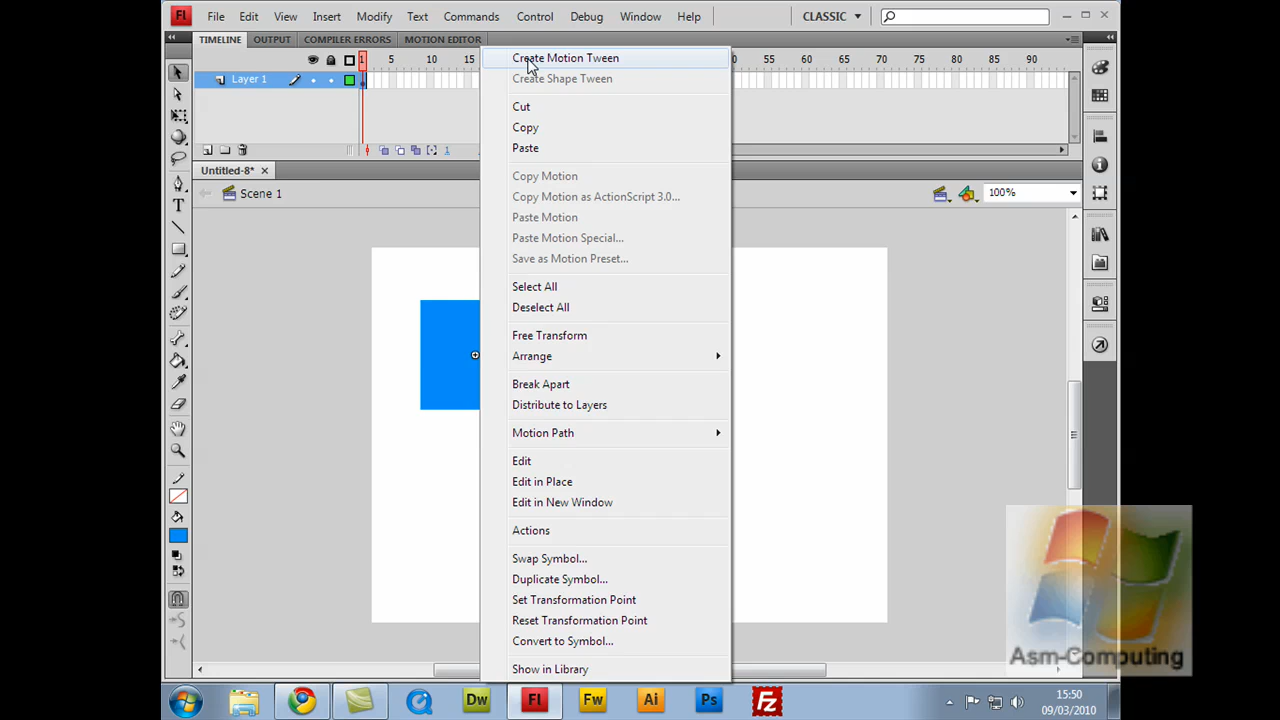 Fl File Edit View Insert Modify Text Commands Control Debug Window Help CLASSIC
TIMELINE OUTPUT COMPILER ERRORS MOTION EDITOR
1 5 10 15 55 60 65 70 75 80 85 90
Layer 1
1
Untitled-8*
Scene 1
100%
Create Motion Tween
Create Shape Tween
Cut
Copy
Paste
Copy Motion
Copy Motion as ActionScript 3.0...
Paste Motion
Paste Motion Special...
Save as Motion Preset...
Select All
Deselect All
Free Transform
Arrange
Break Apart
Distribute to Layers
Motion Path
Edit
Edit in Place
Edit in New Window
Actions
Swap Symbol...
Duplicate Symbol...
Set Transformation Point
Reset Transformation Point
Convert to Symbol...
Show in Library
Asm-Computing
Dw Fl Fw Ai Ps Fz
15:50
09/03/2010